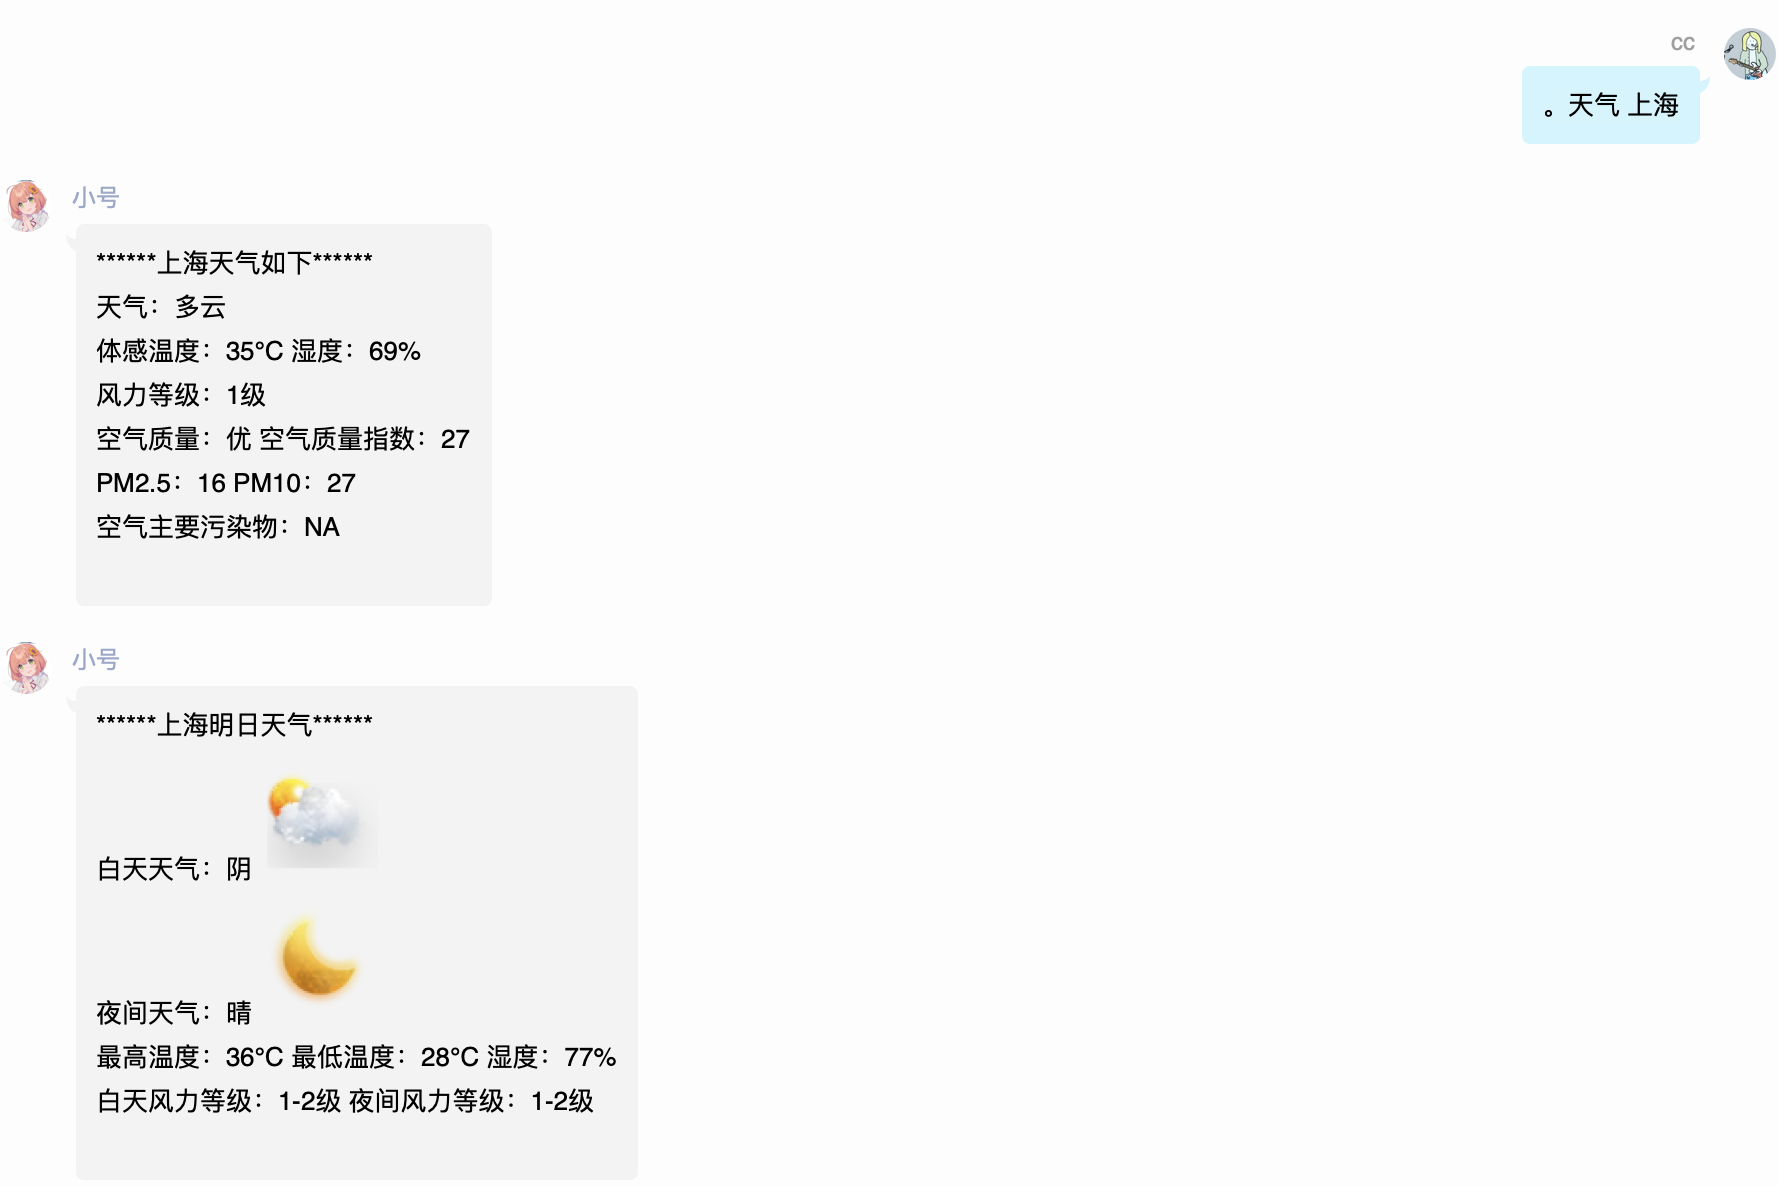 CC
。天气 上海
小号
******上海天气如下******
天气：多云
体感温度：35°C 湿度：69%
风力等级：1级
空气质量：优 空气质量指数：27
PM2.5：16 PM10：27
空气主要污染物：NA
小号
******上海明日天气******
白天天气：阴
夜间天气：晴
最高温度：36°C 最低温度：28°C 湿度：77%
白天风力等级：1-2级 夜间风力等级：1-2级